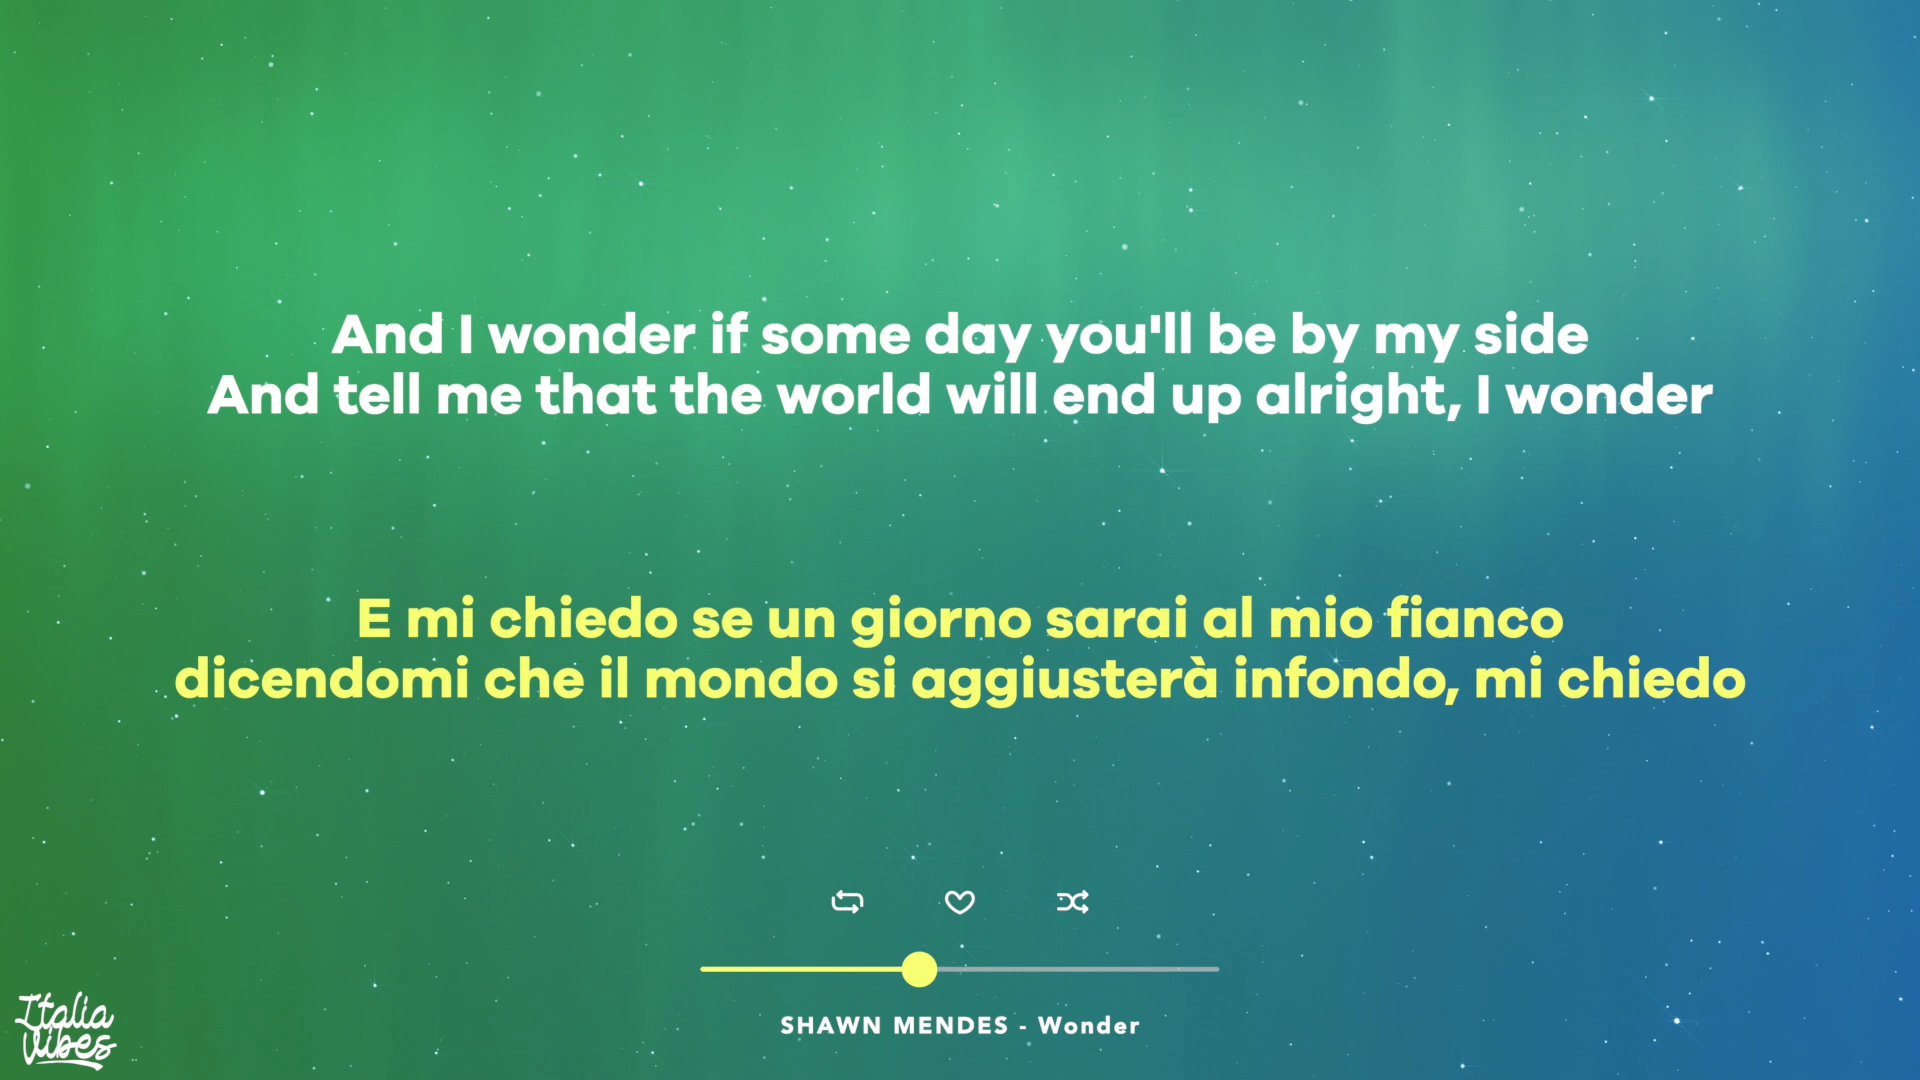 And I wonder if some day you'll be by my side
And tell me that the world will end up alright, I wonder
E mi chiedo se un giorno sarai al mio fianco
dicendomi che il mondo si aggiusterà infondo, mi chiedo
SHAWN MENDES - Wonder
Italia
Vibes